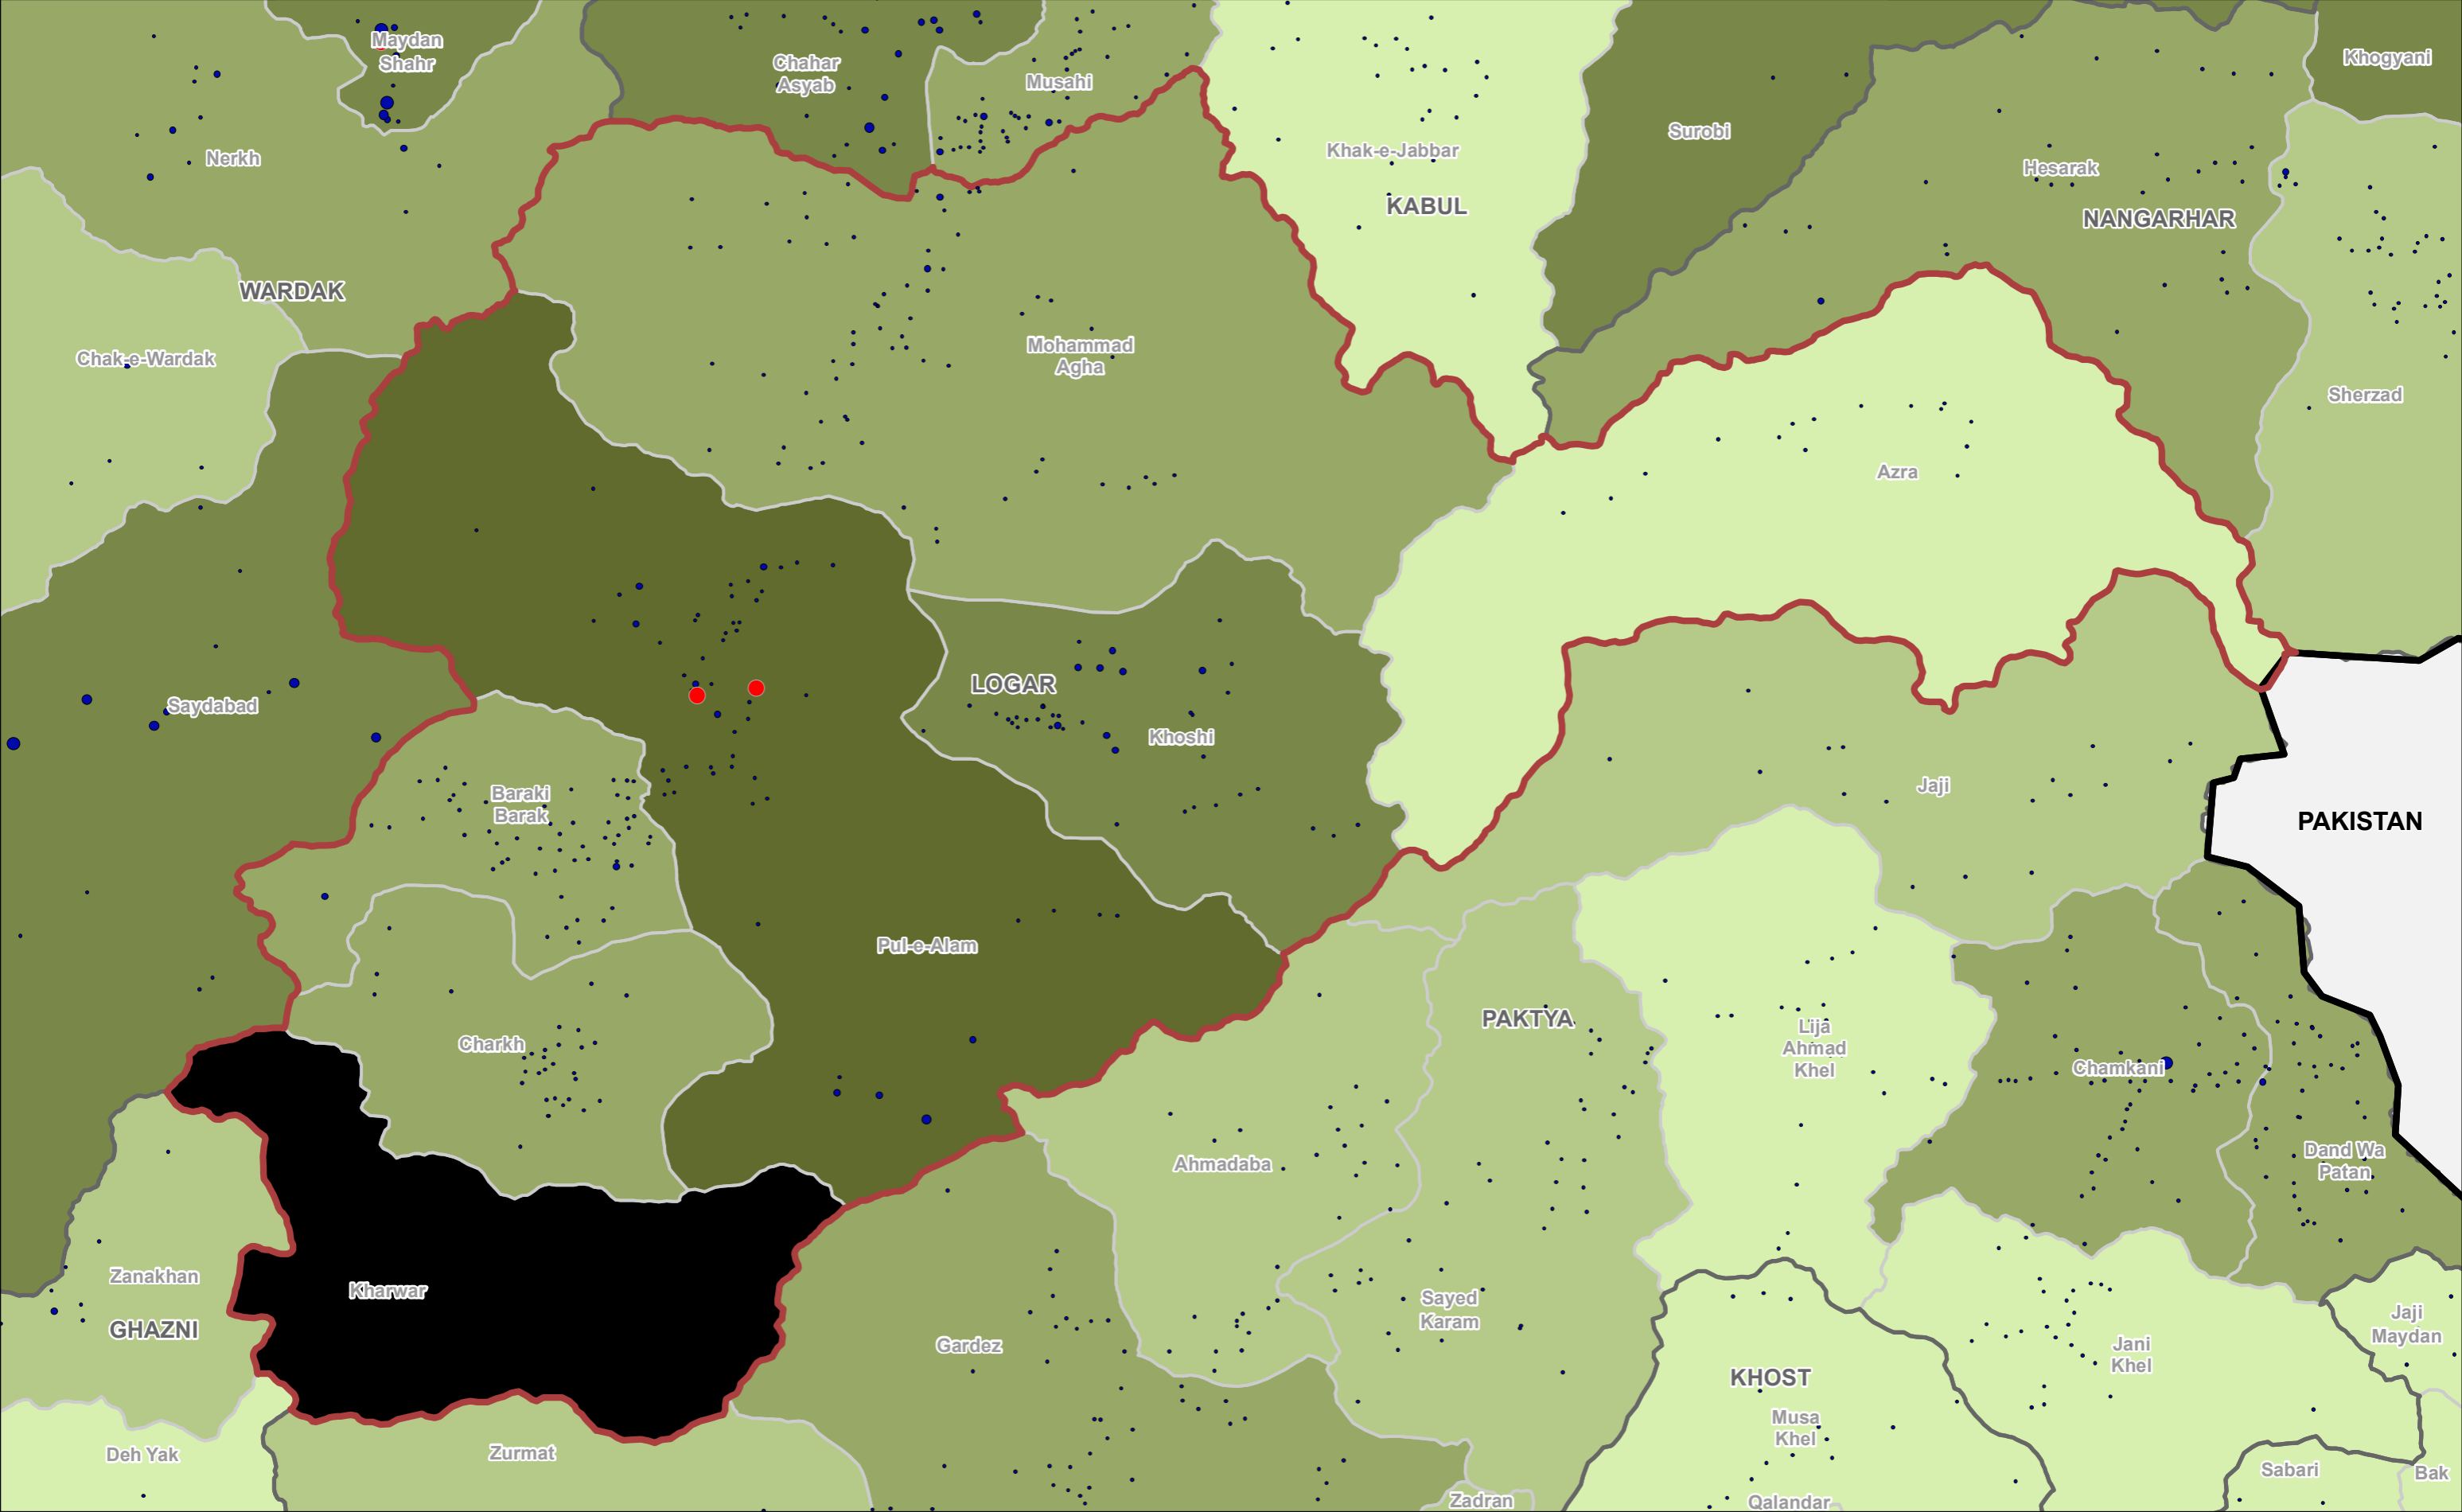 Maydan
Shahr
Chahar
Asyab
Musahi
Khogyani
Surobi
Nerkh
Khak-e-Jabbar
Hesarak
KABUL
NANGARHAR
WARDAK
Chak-e-Wardak
Mohammad
Agha
Sherzad
Azra
LOGAR
Saydabad
Khoshi
Baraki
Barak
Jaji
PAKISTAN
Pul-e-Alam
PAKTYA
Charkh
Lija
Ahmad
Khel
Chamkani
Ahmadaba
Dand Wa
Patan
Zanakhan
Kharwar
Sayed
Karam
Jaji
Maydan
GHAZNI
Gardez
Jani
Khel
KHOST
Musa
Khel
Deh Yak
Zurmat
Sabari
Bak
Zadran
Qalandar